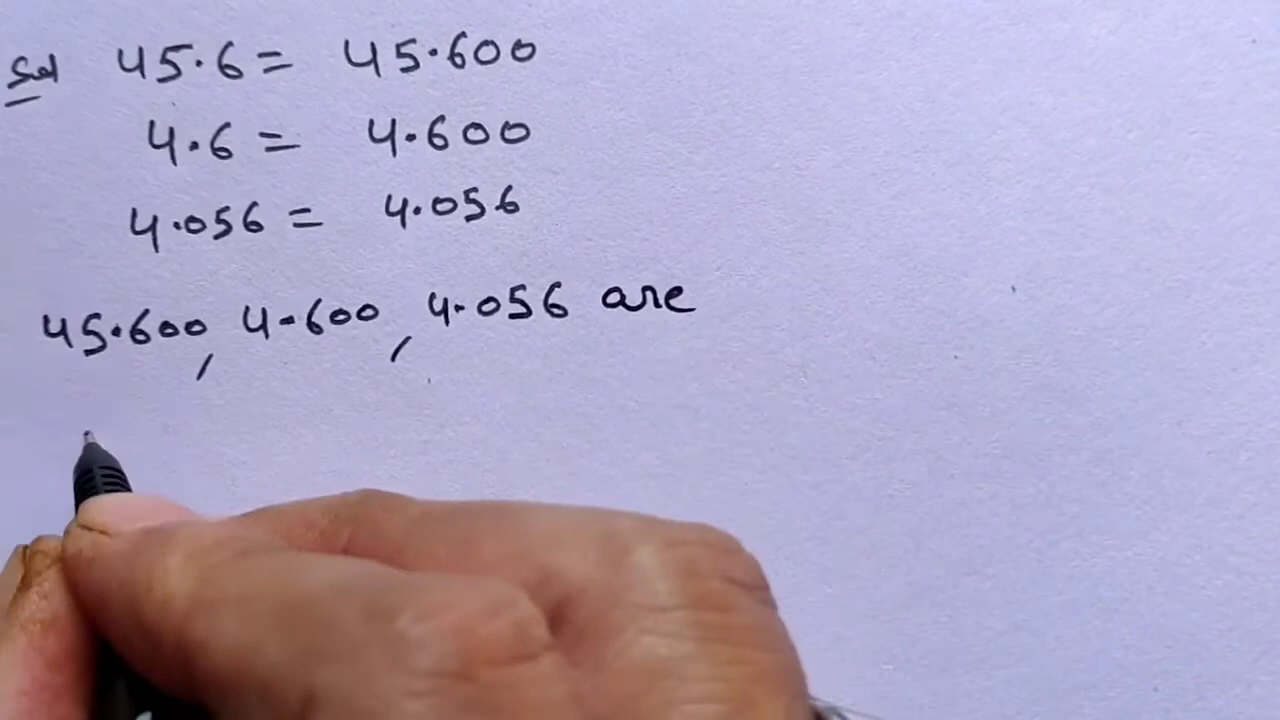 Sol 45.6 = 45.600
4.6 = 4.600
4.056 = 4.056
45.600, 4.600, 4.056 are